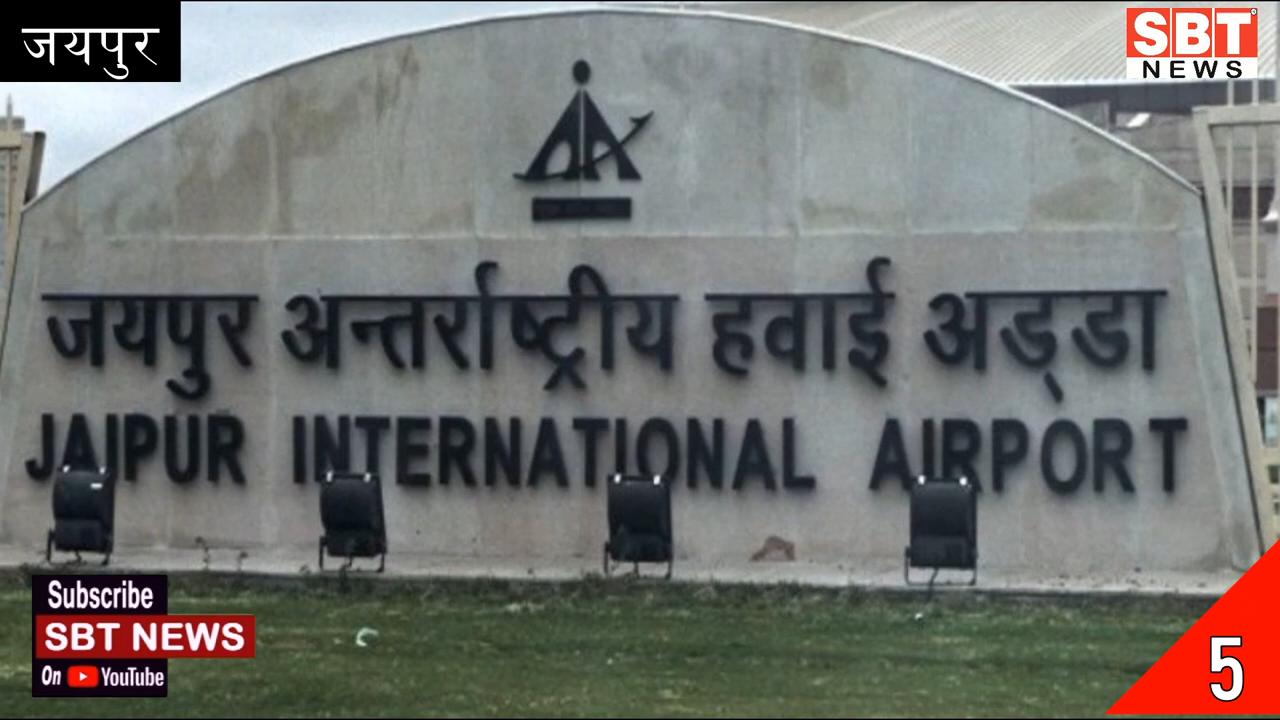 जयपुर
SBT
NEWS
जयपुर अन्तर्राष्ट्रीय हवाई अड्डा
JAIPUR INTERNATIONAL AIRPORT
Subscribe
SBT NEWS
On YouTube
5